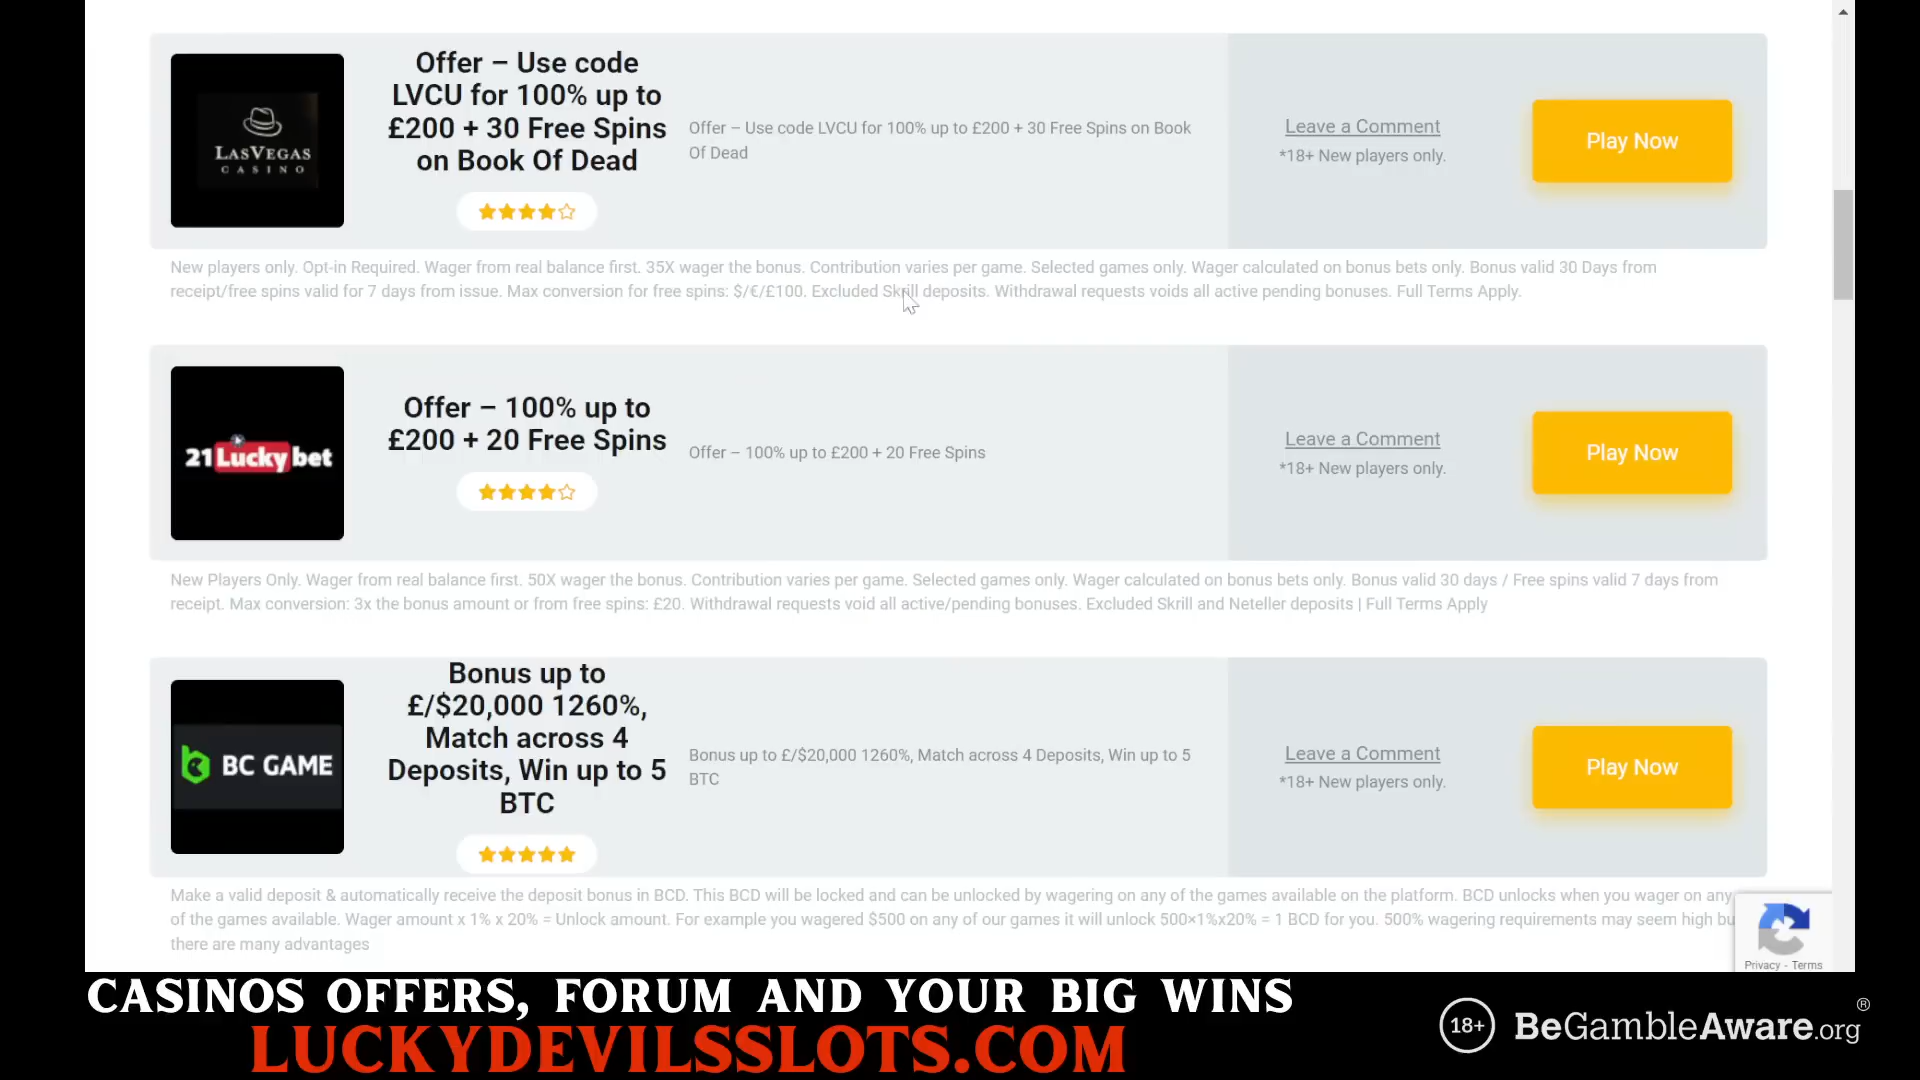 Offer – Use code
LVCU for 100% up to
£200 + 30 Free Spins
on Book Of Dead
LASVEGAS
CASINO
Offer – Use code LVCU for 100% up to £200 + 30 Free Spins on Book
Of Dead
Leave a Comment
*18+ New players only.
Play Now
New players only. Opt-in Required. Wager from real balance first. 35X wager the bonus. Contribution varies per game. Selected games only. Wager calculated on bonus bets only. Bonus valid 30 Days from
receipt/free spins valid for 7 days from issue. Max conversion for free spins: $/€/£100. Excluded Skrill deposits. Withdrawal requests voids all active pending bonuses. Full Terms Apply.
21Luckybet
Offer – 100% up to
£200 + 20 Free Spins
Offer – 100% up to £200 + 20 Free Spins
Leave a Comment
*18+ New players only.
Play Now
New Players Only. Wager from real balance first. 50X wager the bonus. Contribution varies per game. Selected games only. Wager calculated on bonus bets only. Bonus valid 30 days / Free spins valid 7 days from
receipt. Max conversion: 3x the bonus amount or from free spins: £20. Withdrawal requests void all active/pending bonuses. Excluded Skrill and Neteller deposits | Full Terms Apply
BC GAME
Bonus up to
£/$20,000 1260%,
Match across 4
Deposits, Win up to 5
BTC
Bonus up to £/$20,000 1260%, Match across 4 Deposits, Win up to 5
BTC
Leave a Comment
*18+ New players only.
Play Now
Make a valid deposit & automatically receive the deposit bonus in BCD. This BCD will be locked and can be unlocked by wagering on any of the games available on the platform. BCD unlocks when you wager on any
of the games available. Wager amount x 1% x 20% = Unlock amount. For example you wagered $500 on any of our games it will unlock 500×1%x20% = 1 BCD for you. 500% wagering requirements may seem high bu
there are many advantages
Privacy - Terms
CASINOS OFFERS, FORUM AND YOUR BIG WINS
LUCKYDEVILSSLOTS.COM
18+ BeGambleAware.org®